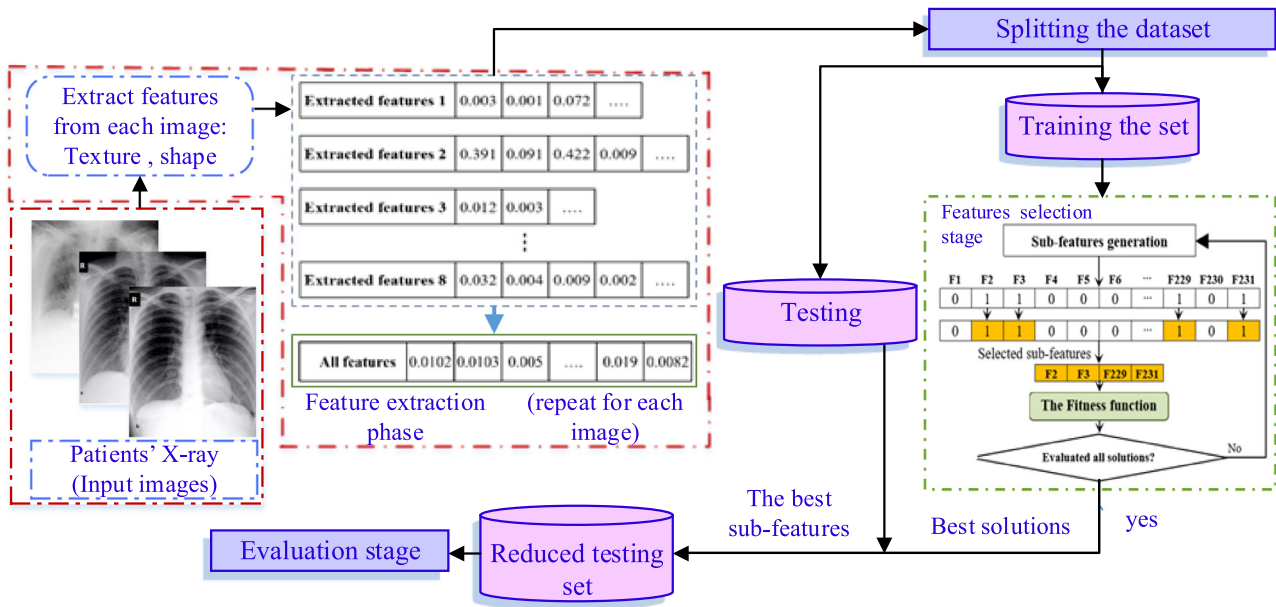 Splitting the dataset
Extract features
from each image:
Texture , shape
Extracted features 1 0.003 0.001 0.072 ....
Extracted features 2 0.391 0.091 0.422 0.009 ....
Extracted features 3 0.012 0.003 ....
Extracted features 8 0.032 0.004 0.009 0.002 ....
All features 0.0102 0.0103 0.005 ..... 0.019 0.0082
Feature extraction
phase
(repeat for each
image)
R
R
Patients' X-ray
(Input images)
Training the set
Testing
Features selection
stage
Sub-features generation
F1 F2 F3 F4 F5 F6 ... F229 F230 F231
0 1 1 0 0 0 ... 1 0 1
0 1 1 0 0 0 ... 1 0 1
Selected sub-features
F2 F3 F229 F231
The Fitness function
Evaluated all solutions?
No
yes
Best solutions
The best
sub-features
Reduced testing
set
Evaluation stage